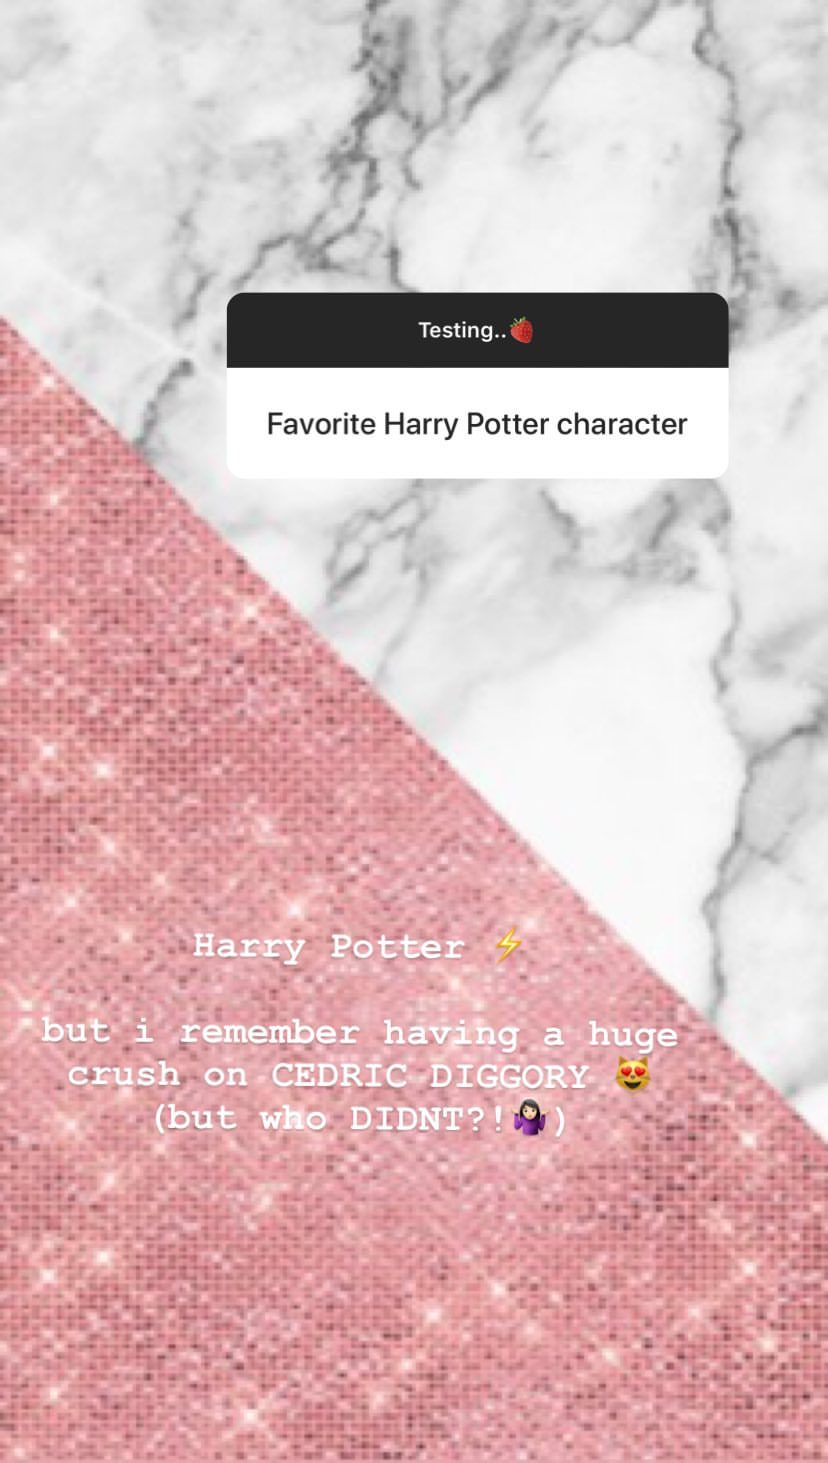 Testing..🍓
Favorite Harry Potter character
Harry Potter ⚡
but i remember having a huge
crush on CEDRIC DIGGORY 😻
(but who DIDNT?!🤷🏻‍♀️)